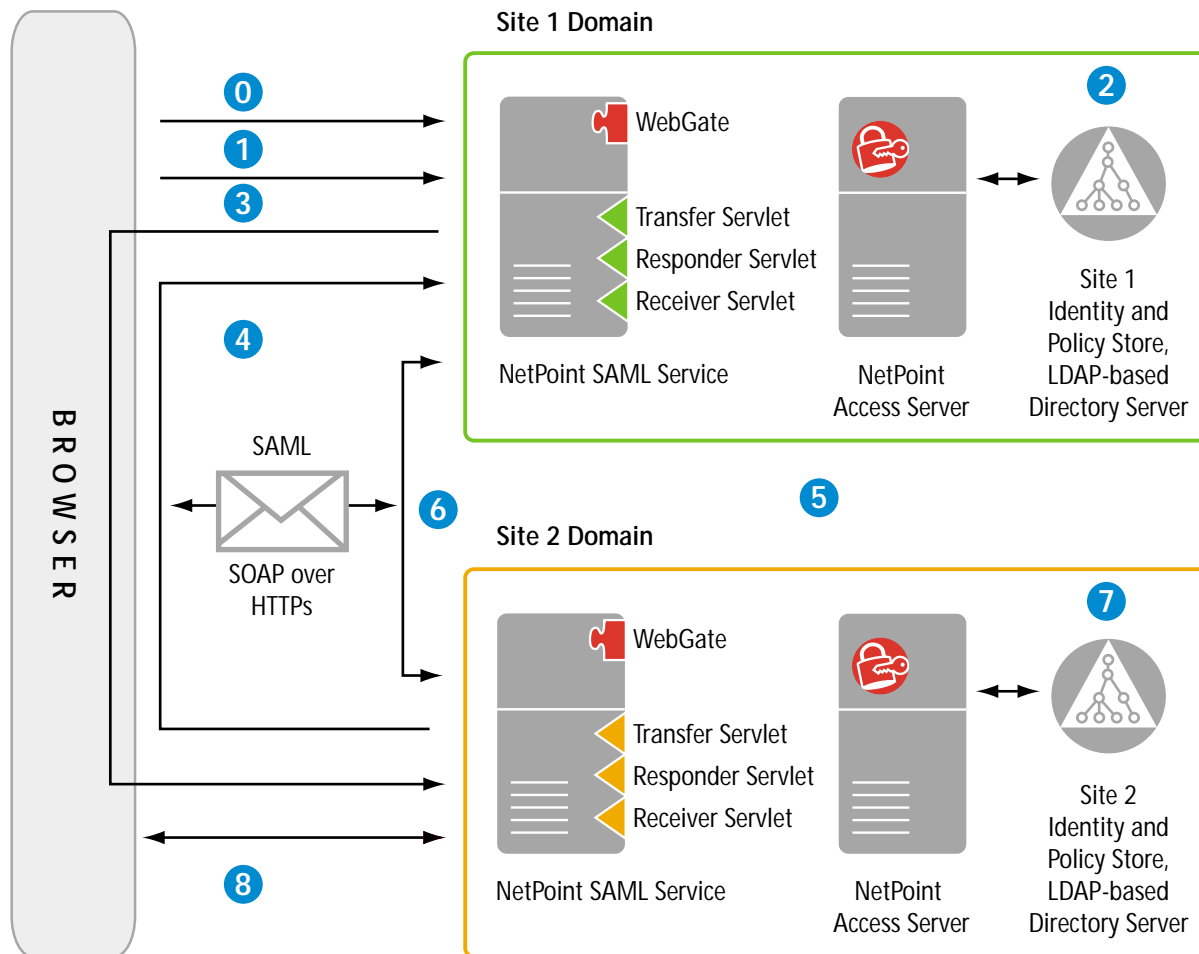 Site 1 Domain
0
1
3
2
WebGate
Transfer Servlet
Responder Servlet
Receiver Servlet
NetPoint SAML Service
NetPoint
Access Server
Site 1
Identity and
Policy Store,
LDAP-based
Directory Server
4
BROWSER
SAML
SOAP over
HTTPs
6
5
Site 2 Domain
7
WebGate
Transfer Servlet
Responder Servlet
Receiver Servlet
NetPoint SAML Service
NetPoint
Access Server
Site 2
Identity and
Policy Store,
LDAP-based
Directory Server
8